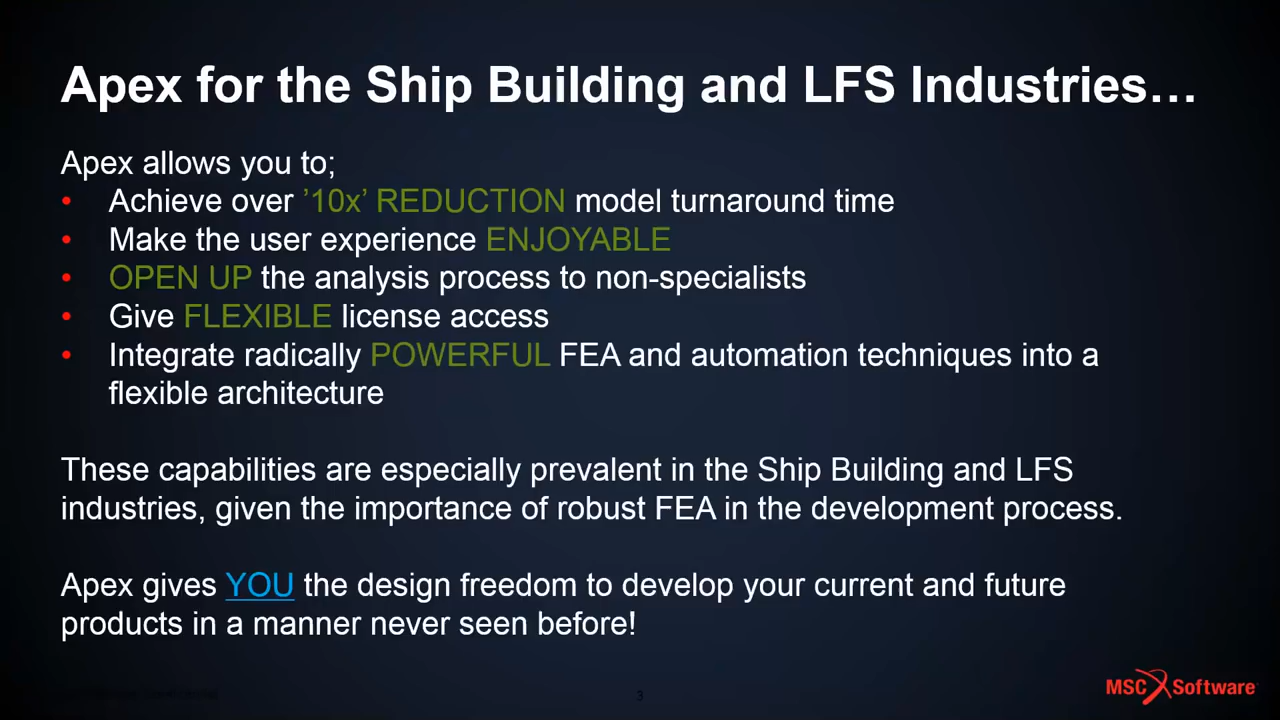 Apex for the Ship Building and LFS Industries…
Apex allows you to;
• Achieve over ’10x’ REDUCTION model turnaround time
• Make the user experience ENJOYABLE
• OPEN UP the analysis process to non-specialists
• Give FLEXIBLE license access
• Integrate radically POWERFUL FEA and automation techniques into a
flexible architecture
These capabilities are especially prevalent in the Ship Building and LFS
industries, given the importance of robust FEA in the development process.
Apex gives YOU the design freedom to develop your current and future
products in a manner never seen before!
3
MSC Software